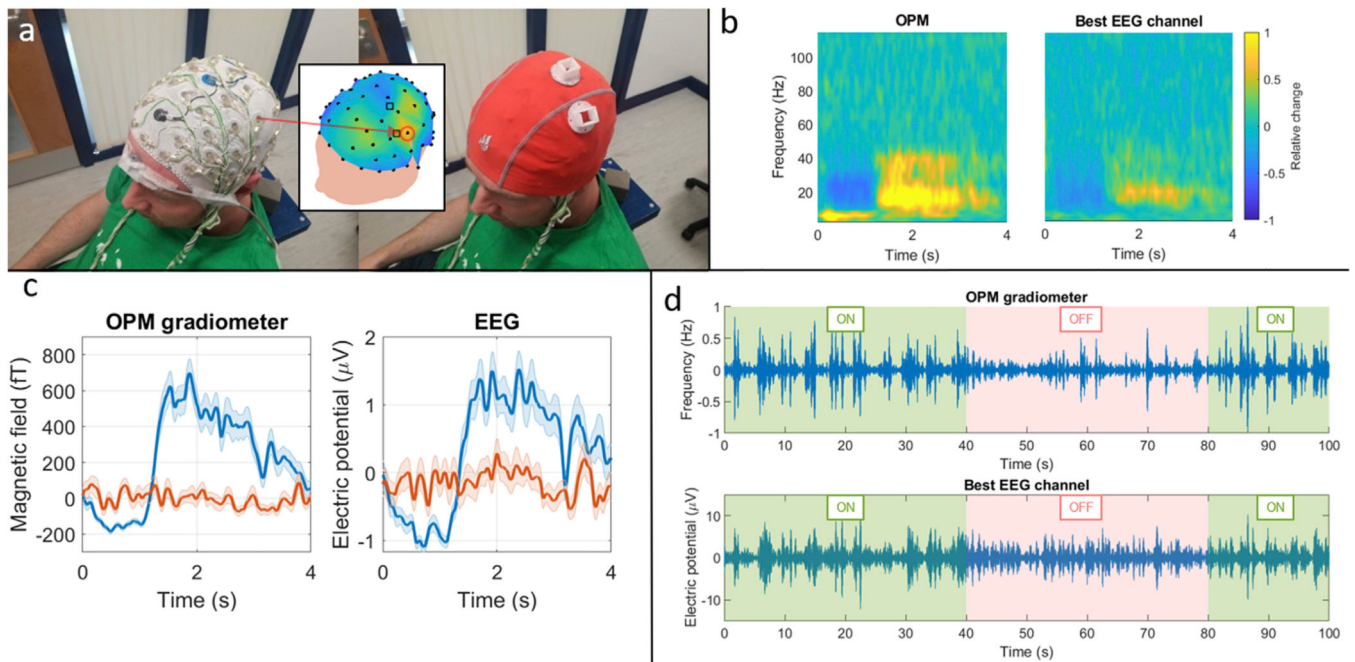 a
b
OPM
Best EEG channel
Frequency (Hz)
100
80
60
40
20
0
2
4
Time (s)
0
2
4
Time (s)
1
0.5
0
-0.5
-1
Relative change
c
OPM gradiometer
Magnetic field (fT)
800
600
400
200
0
-200
0
2
4
Time (s)
EEG
Electric potential (μV)
2
1
0
-1
0
2
4
Time (s)
d
OPM gradiometer
ON
OFF
ON
Frequency (Hz)
1
0.5
0
-0.5
-1
0
10
20
30
40
50
60
70
80
90
100
Time (s)
Best EEG channel
ON
OFF
ON
Electric potential (μV)
10
0
-10
0
10
20
30
40
50
60
70
80
90
100
Time (s)